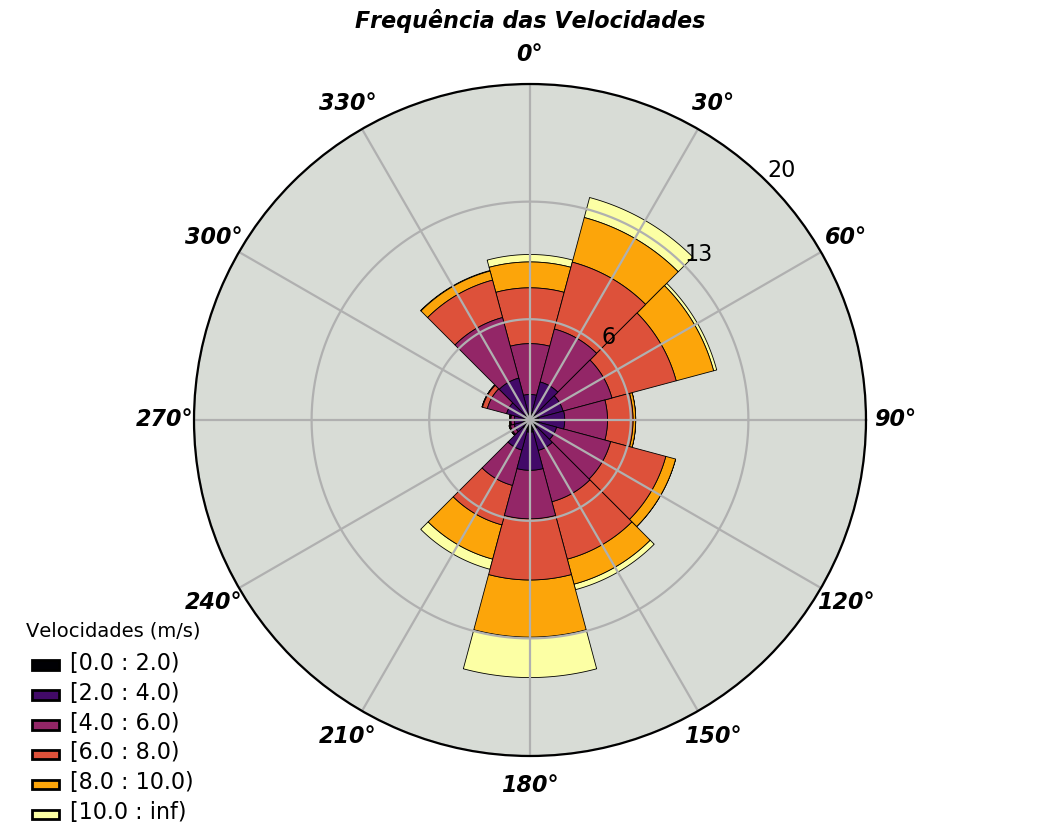 Frequência das Velocidades
0°
330°
30°
20
300°
60°
13
6
270°
90°
240°
120°
210°
150°
180°
Velocidades (m/s)
[0.0 : 2.0)
[2.0 : 4.0)
[4.0 : 6.0)
[6.0 : 8.0)
[8.0 : 10.0)
[10.0 : inf)